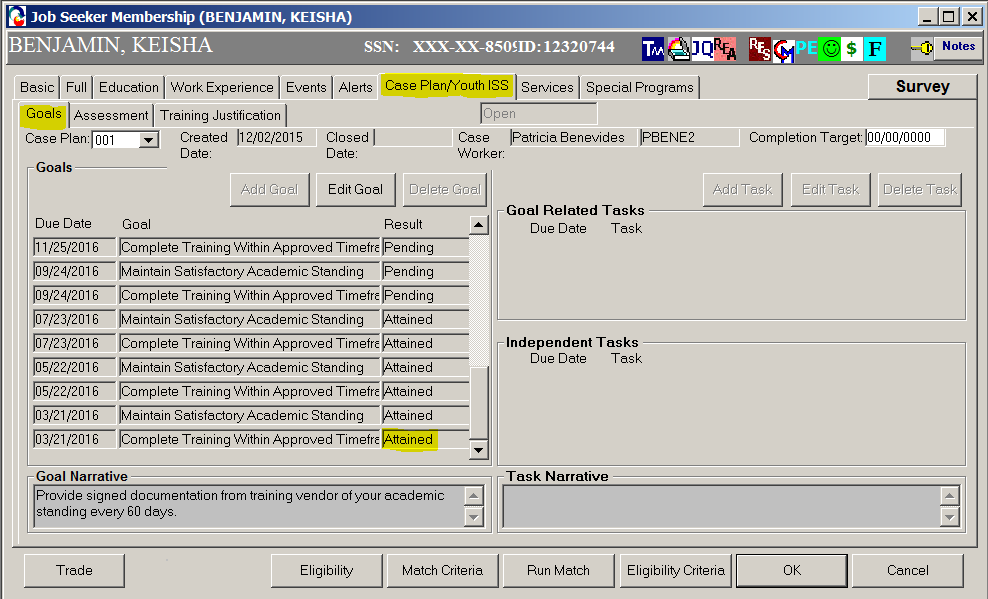 Job Seeker Membership (BENJAMIN, KEISHA)
BENJAMIN, KEISHA SSN: XXX-XX-8509 ID:12320744 TM JQ REA RES CM PE $ F Notes
Basic Full Education Work Experience Events Alerts Case Plan/Youth ISS Services Special Programs Survey
Goals Assessment Training Justification Open
Case Plan: 001 Created Date: 12/02/2015 Closed Date: Case Worker: Patricia Benevides PBENE2 Completion Target: 00/00/0000
Goals
Add Goal Edit Goal Delete Goal Add Task Edit Task Delete Task
Due Date Goal Result
11/25/2016 Complete Training Within Approved Timefra Pending
09/24/2016 Maintain Satisfactory Academic Standing Pending
09/24/2016 Complete Training Within Approved Timefra Pending
07/23/2016 Maintain Satisfactory Academic Standing Attained
07/23/2016 Complete Training Within Approved Timefra Attained
05/22/2016 Maintain Satisfactory Academic Standing Attained
05/22/2016 Complete Training Within Approved Timefra Attained
03/21/2016 Maintain Satisfactory Academic Standing Attained
03/21/2016 Complete Training Within Approved Timefra Attained
Goal Related Tasks
Due Date Task
Independent Tasks
Due Date Task
Goal Narrative
Provide signed documentation from training vendor of your academic
standing every 60 days.
Task Narrative
Trade Eligibility Match Criteria Run Match Eligibility Criteria OK Cancel